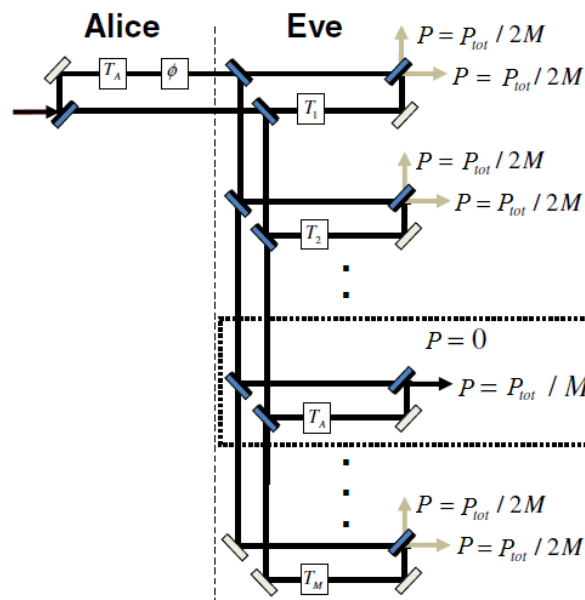 Alice Eve
P = P_tot / 2M
T_A ϕ
P = P_tot / 2M
T_1
P = P_tot / 2M
P = P_tot / 2M
T_2
P = 0
P = P_tot / M
T_A
P = P_tot / 2M
P = P_tot / 2M
T_M